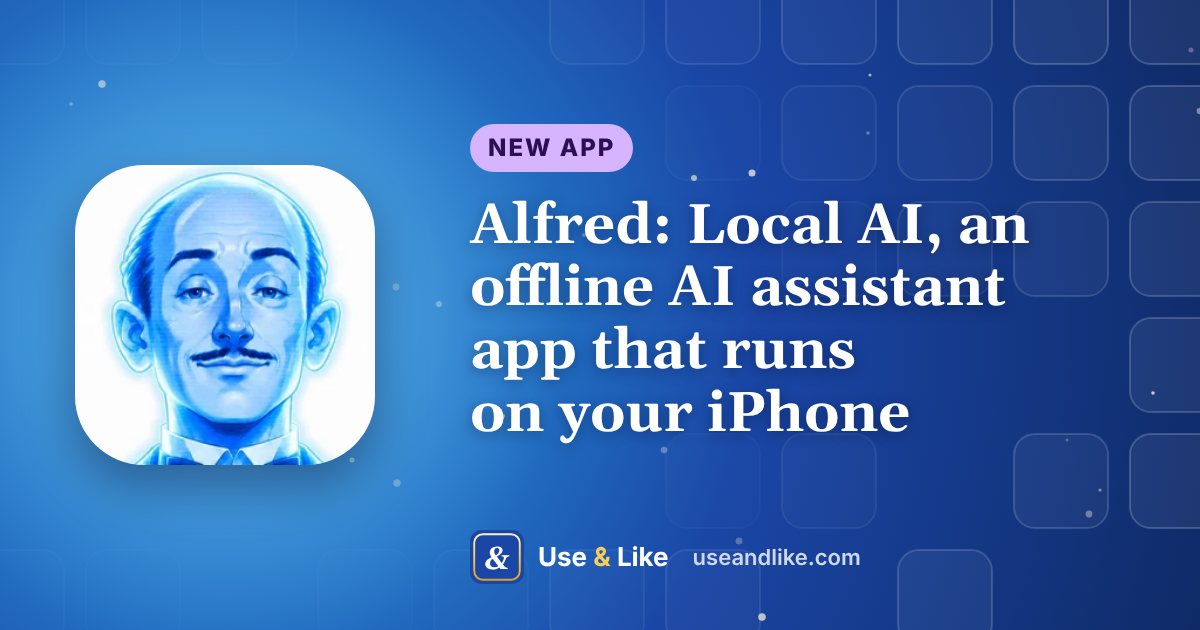 NEW APP
Alfred: Local AI, an
offline AI assistant
app that runs
on your iPhone
& Use & Like useandlike.com